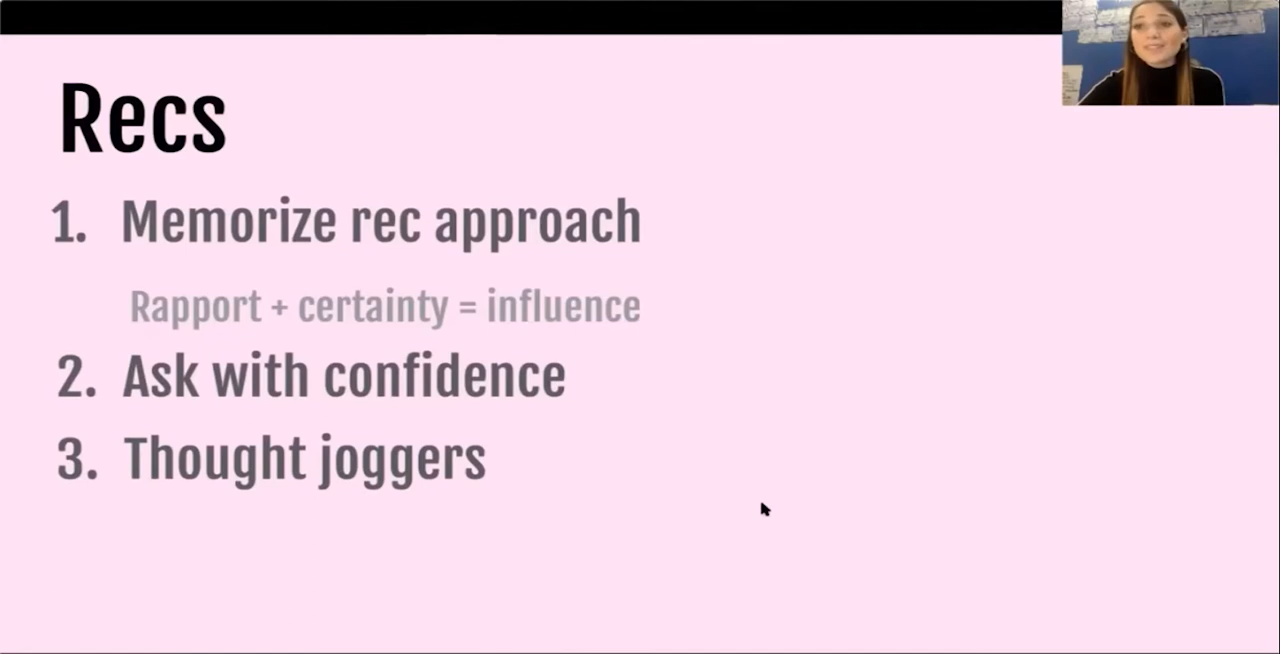 Recs
1. Memorize rec approach
Rapport + certainty = influence
2. Ask with confidence
3. Thought joggers